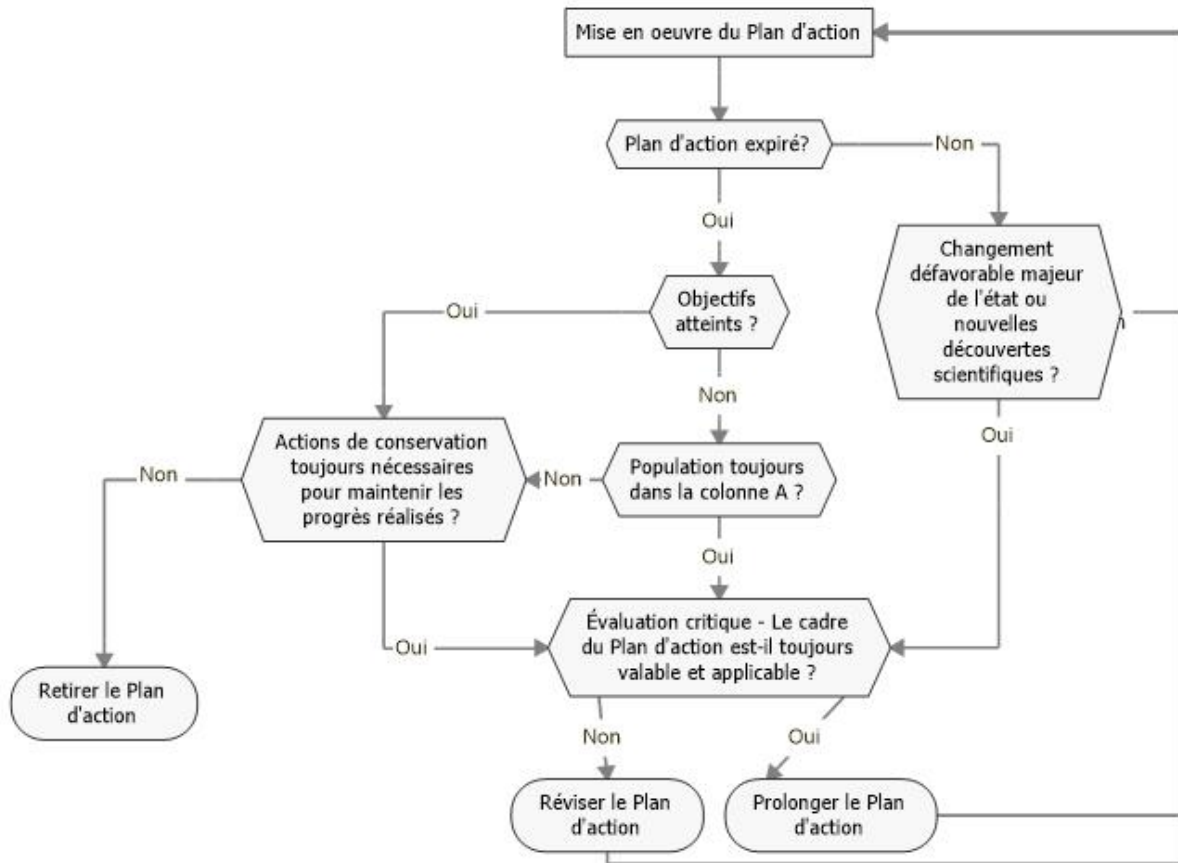 Mise en oeuvre du Plan d'action
Plan d'action expiré?
Non
Oui
Changement
défavorable majeur
de l'état ou
nouvelles
découvertes
scientifiques ?
Objectifs
atteints ?
Oui
Non
Oui
Actions de conservation
toujours nécessaires
pour maintenir les
progrès réalisés ?
Non
Population toujours
dans la colonne A ?
Non
Oui
Évaluation critique - Le cadre
du Plan d'action est-il toujours
valable et applicable ?
Oui
Retirer le Plan
d'action
Non
Oui
Réviser le Plan
d'action
Prolonger le Plan
d'action